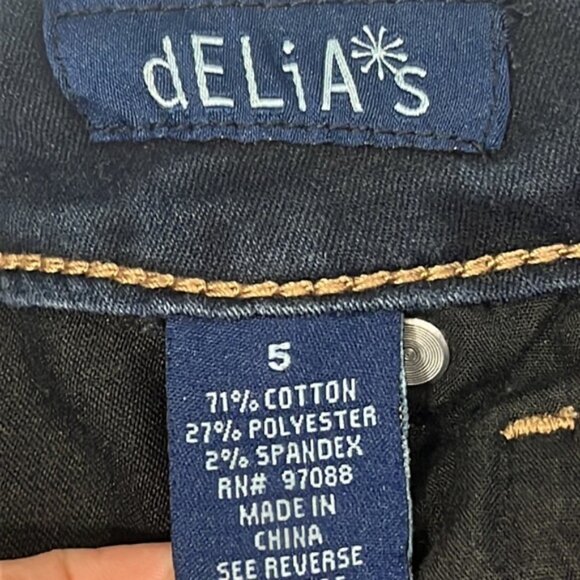 dELiA*s
5
71% COTTON
27% POLYESTER
2% SPANDEX
RN# 97088
MADE IN
CHINA
SEE REVERSE